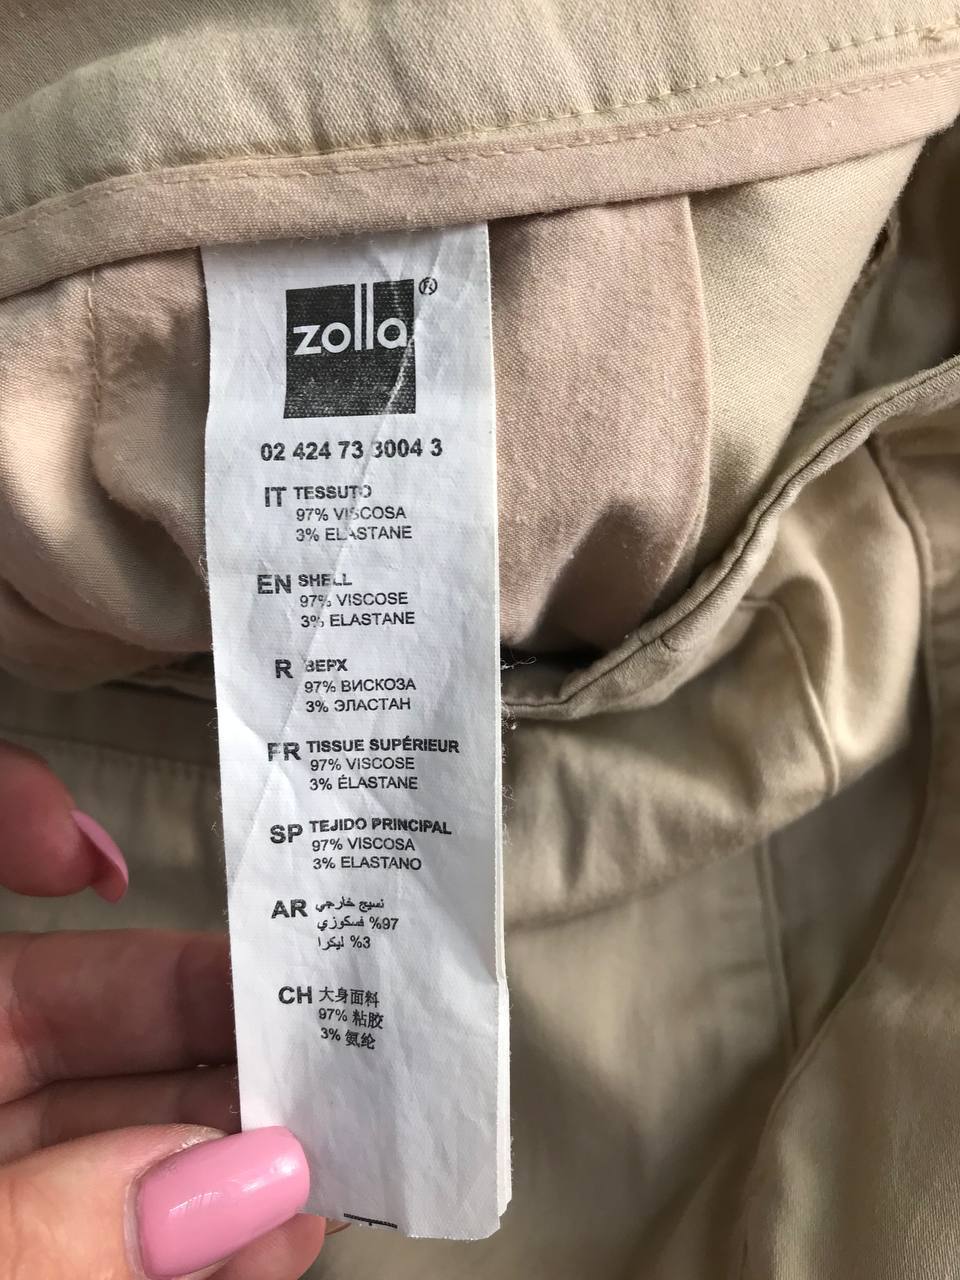 zolla®
02 424 73 3004 3
IT TESSUTO
97% VISCOSA
3% ELASTANE
EN SHELL
97% VISCOSE
3% ELASTANE
R ВЕРХ
97% ВИСКОЗА
3% ЭЛАСТАН
FR TISSUE SUPÉRIEUR
97% VISCOSE
3% ÉLASTANE
SP TEJIDO PRINCIPAL
97% VISCOSA
3% ELASTANO
AR نسيج خارجي
97% فسكوزي
3% ليكرا
CH 大身面料
97% 粘胶
3% 氨纶